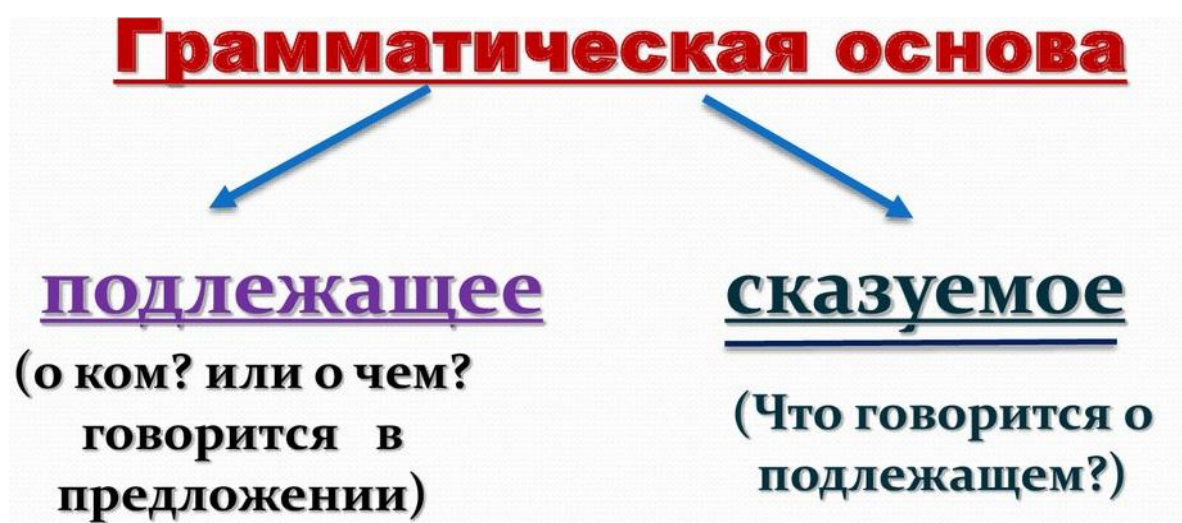 Грамматическая основа
подлежащее
(о ком? или о чем?
говорится в
предложении)
сказуемое
(Что говорится о
подлежащем?)